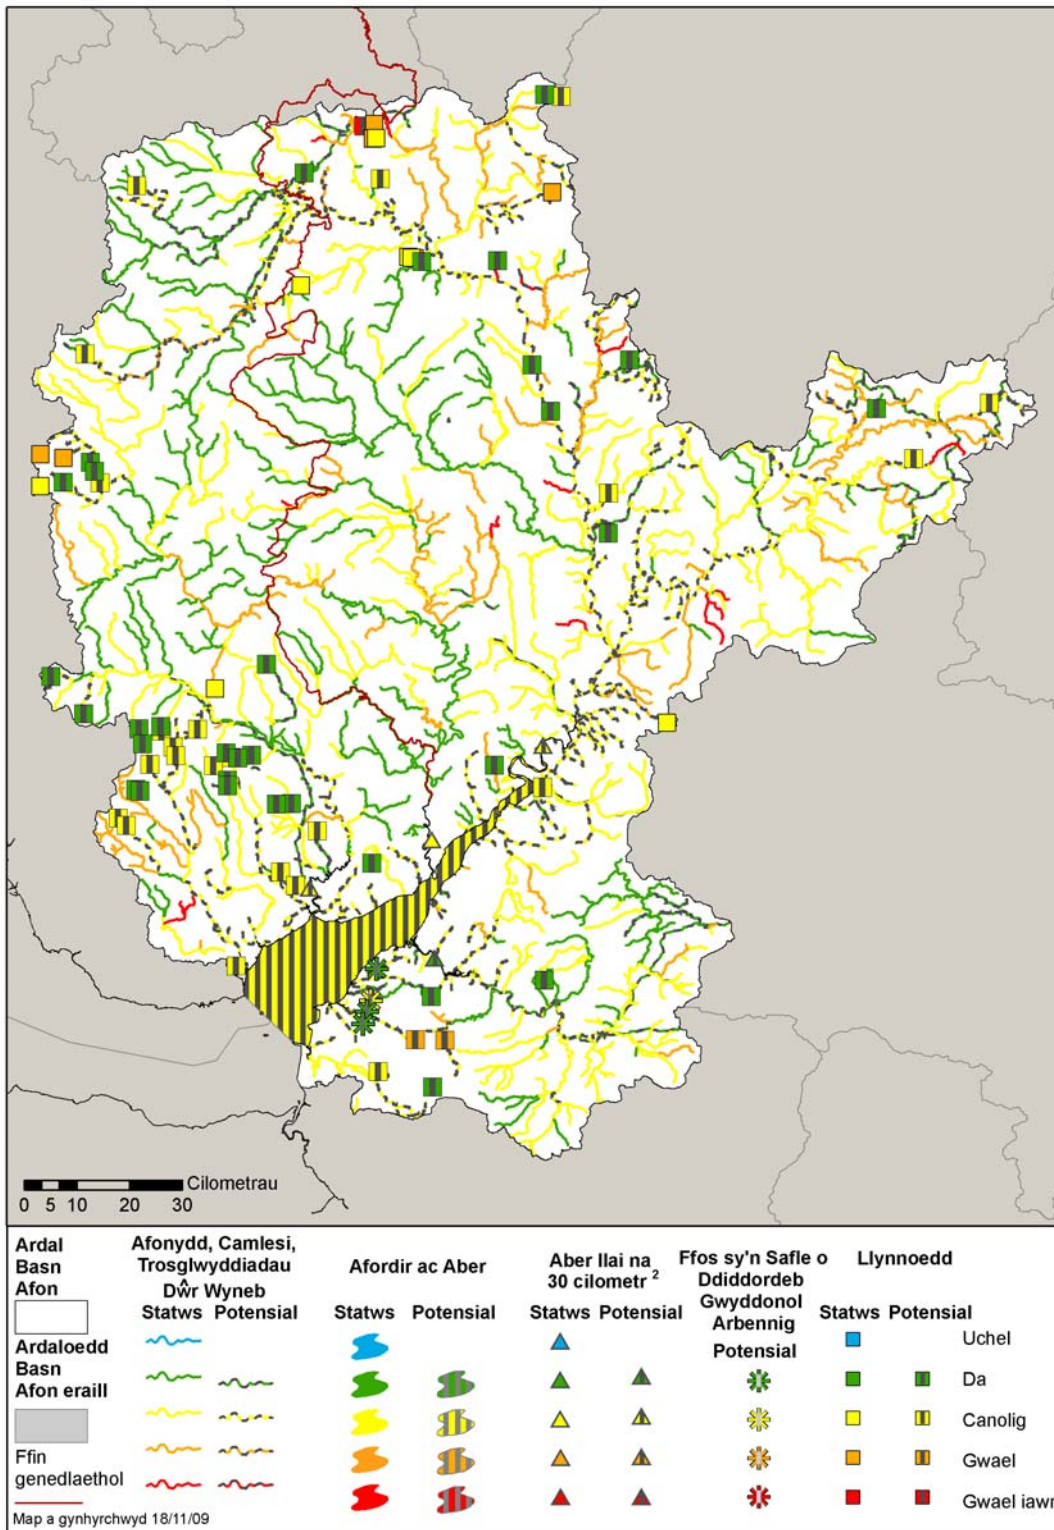 Cilometrau
0 5 10 20 30
Ardal
Basn
Afon
Ardaloedd
Basn
Afon eraill
Ffin
genedlaethol
Map a gynhyrchwyd 18/11/09
Afonydd, Camlesi,
Trosglwyddiadau
Dŵr Wyneb
Statws Potensial
Afordir ac Aber
Statws Potensial
Aber llai na
30 cilometr 2
Statws Potensial
Ffos sy'n Safle o
Ddiddordeb
Gwyddonol
Arbennig
Potensial
Llynnoedd
Statws Potensial
Uchel
Da
Canolig
Gwael
Gwael iawn